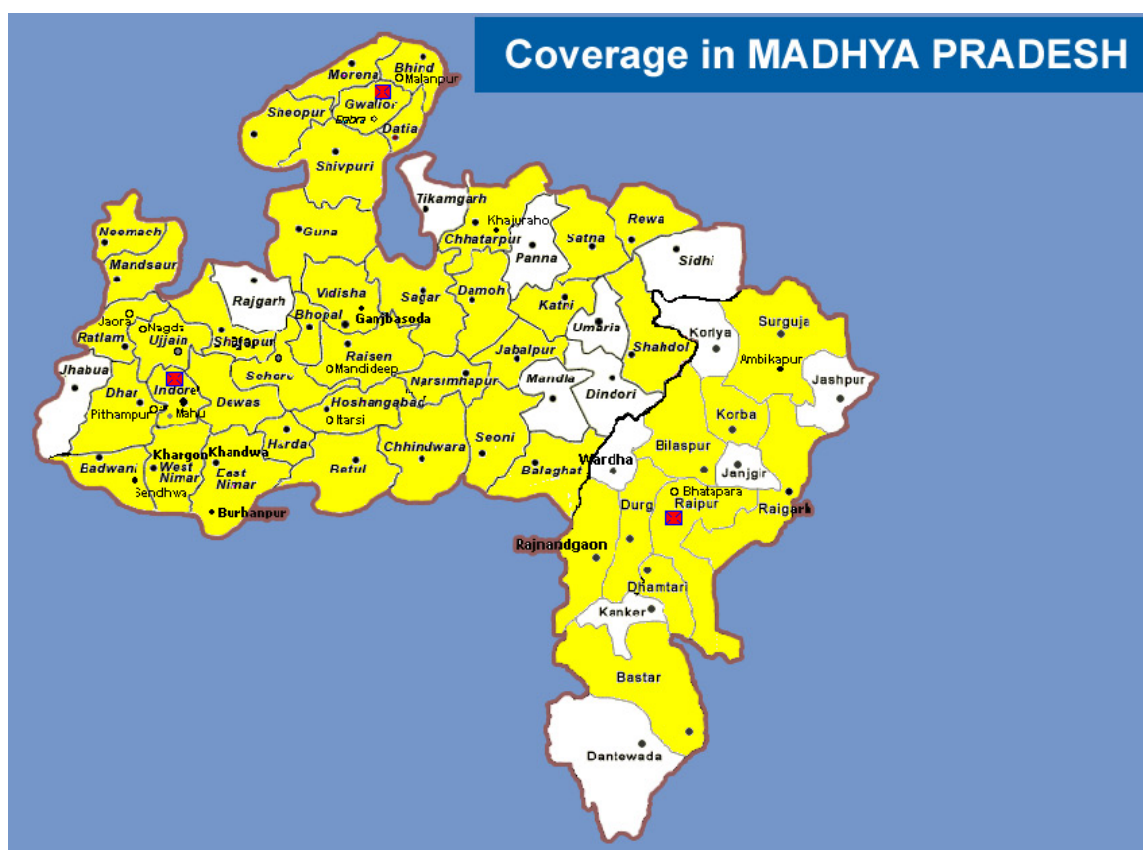 Coverage in MADHYA PRADESH
Bhind
Morena
Malanpur
Gwalior
Sheopur
Dabra
Datia
Shivpuri
Tikamgarh
Khajuraho
Rewa
Neemach
Guna
Chhatarpur
Satna
Panna
Sidhi
Mandsaur
Rajgarh
Vidisha
Sagar
Damoh
Katni
Jaora
Nagda
Bhopal
Ganjbasoda
Umaria
Koriya
Surguja
Ratlam
Ujjain
Shajapur
Raisen
Jabalpur
Shahdol
Ambikapur
Jhabua
Mandideep
Narsimhapur
Mandla
Jashpur
Dhar
Indore
Dewas
Sehore
Hoshangabad
Dindori
Pithampur
Mahu
Ittarsi
Korba
Harda
Chhindwara
Seoni
Bilaspur
Khargon
Khandwa
Badwani
West
Nimar
East
Nimar
Betul
Balaghat
Wardha
Janjgir
Sendhwa
Bhatapara
Burhanpur
Durg
Raipur
Raigarh
Rajnandgaon
Dhamtari
Kanker
Bastar
Dantewada